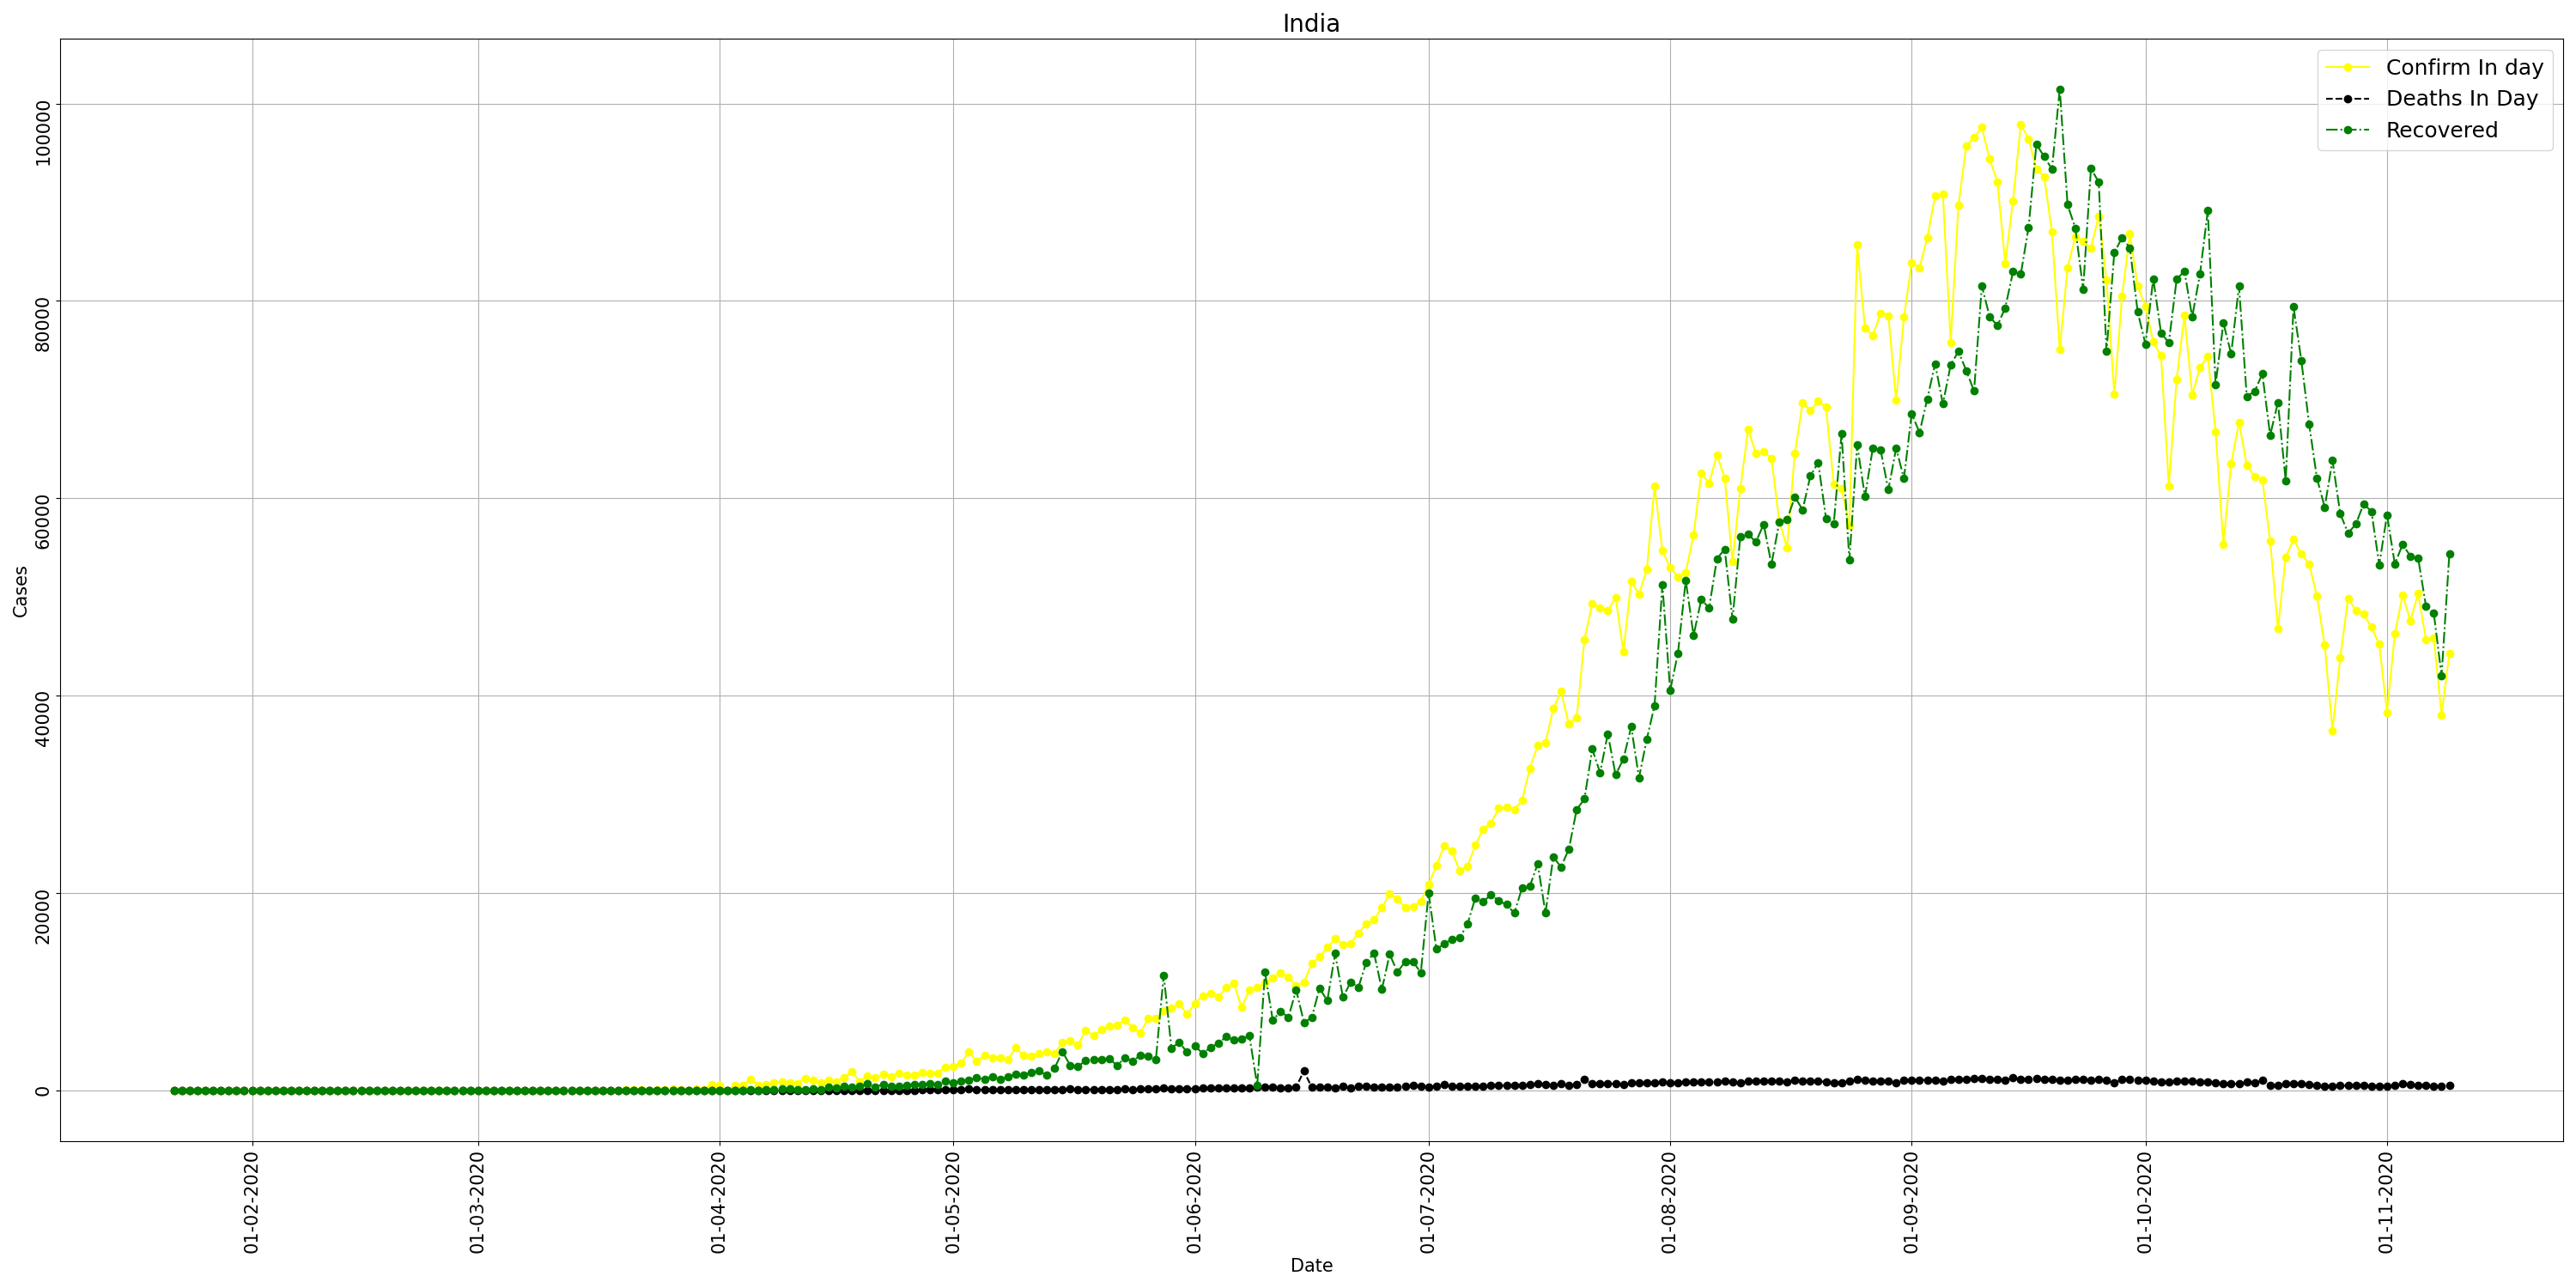 India
Confirm In day
Deaths In Day
Recovered
Cases
100000
80000
60000
40000
20000
0
01-02-2020
01-03-2020
01-04-2020
01-05-2020
01-06-2020
01-07-2020
01-08-2020
01-09-2020
01-10-2020
01-11-2020
Date